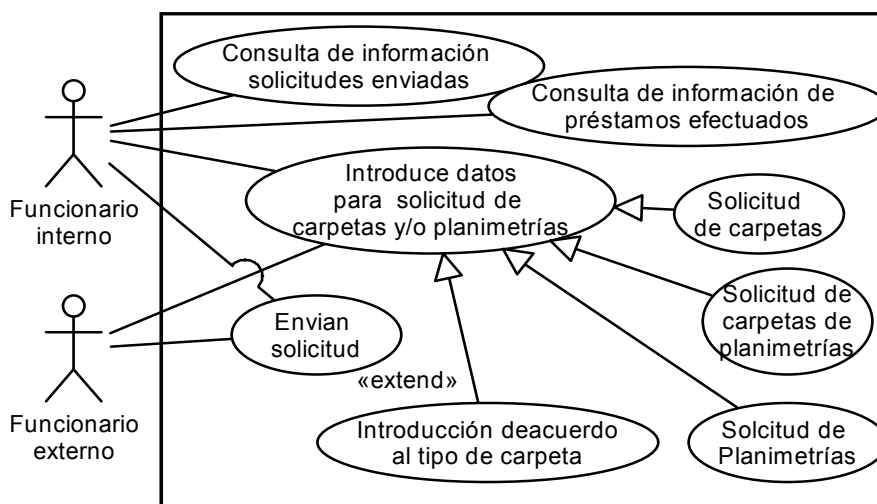 Consulta de información
solicitudes enviadas
Consulta de información de
préstamos efectuados
Funcionario
interno
Introduce datos
para solicitud de
carpetas y/o planimetrías
Solicitud
de carpetas
Solicitud de
carpetas de
planimetrías
Envian
solicitud
«extend»
Funcionario
externo
Introducción deacuerdo
al tipo de carpeta
Solcitud de
Planimetrías